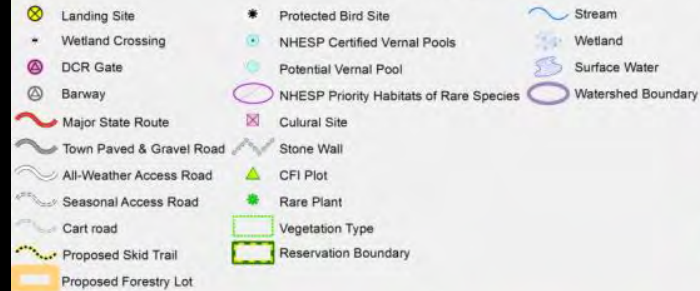 Landing Site
Wetland Crossing
DCR Gate
Barway
Major State Route
Town Paved & Gravel Road
All-Weather Access Road
Seasonal Access Road
Cart road
Proposed Skid Trail
Proposed Forestry Lot
Protected Bird Site
NHESP Certified Vernal Pools
Potential Vernal Pool
NHESP Priority Habitats of Rare Species
Culural Site
Stone Wall
CFI Plot
Rare Plant
Vegetation Type
Reservation Boundary
Stream
Wetland
Surface Water
Watershed Boundary